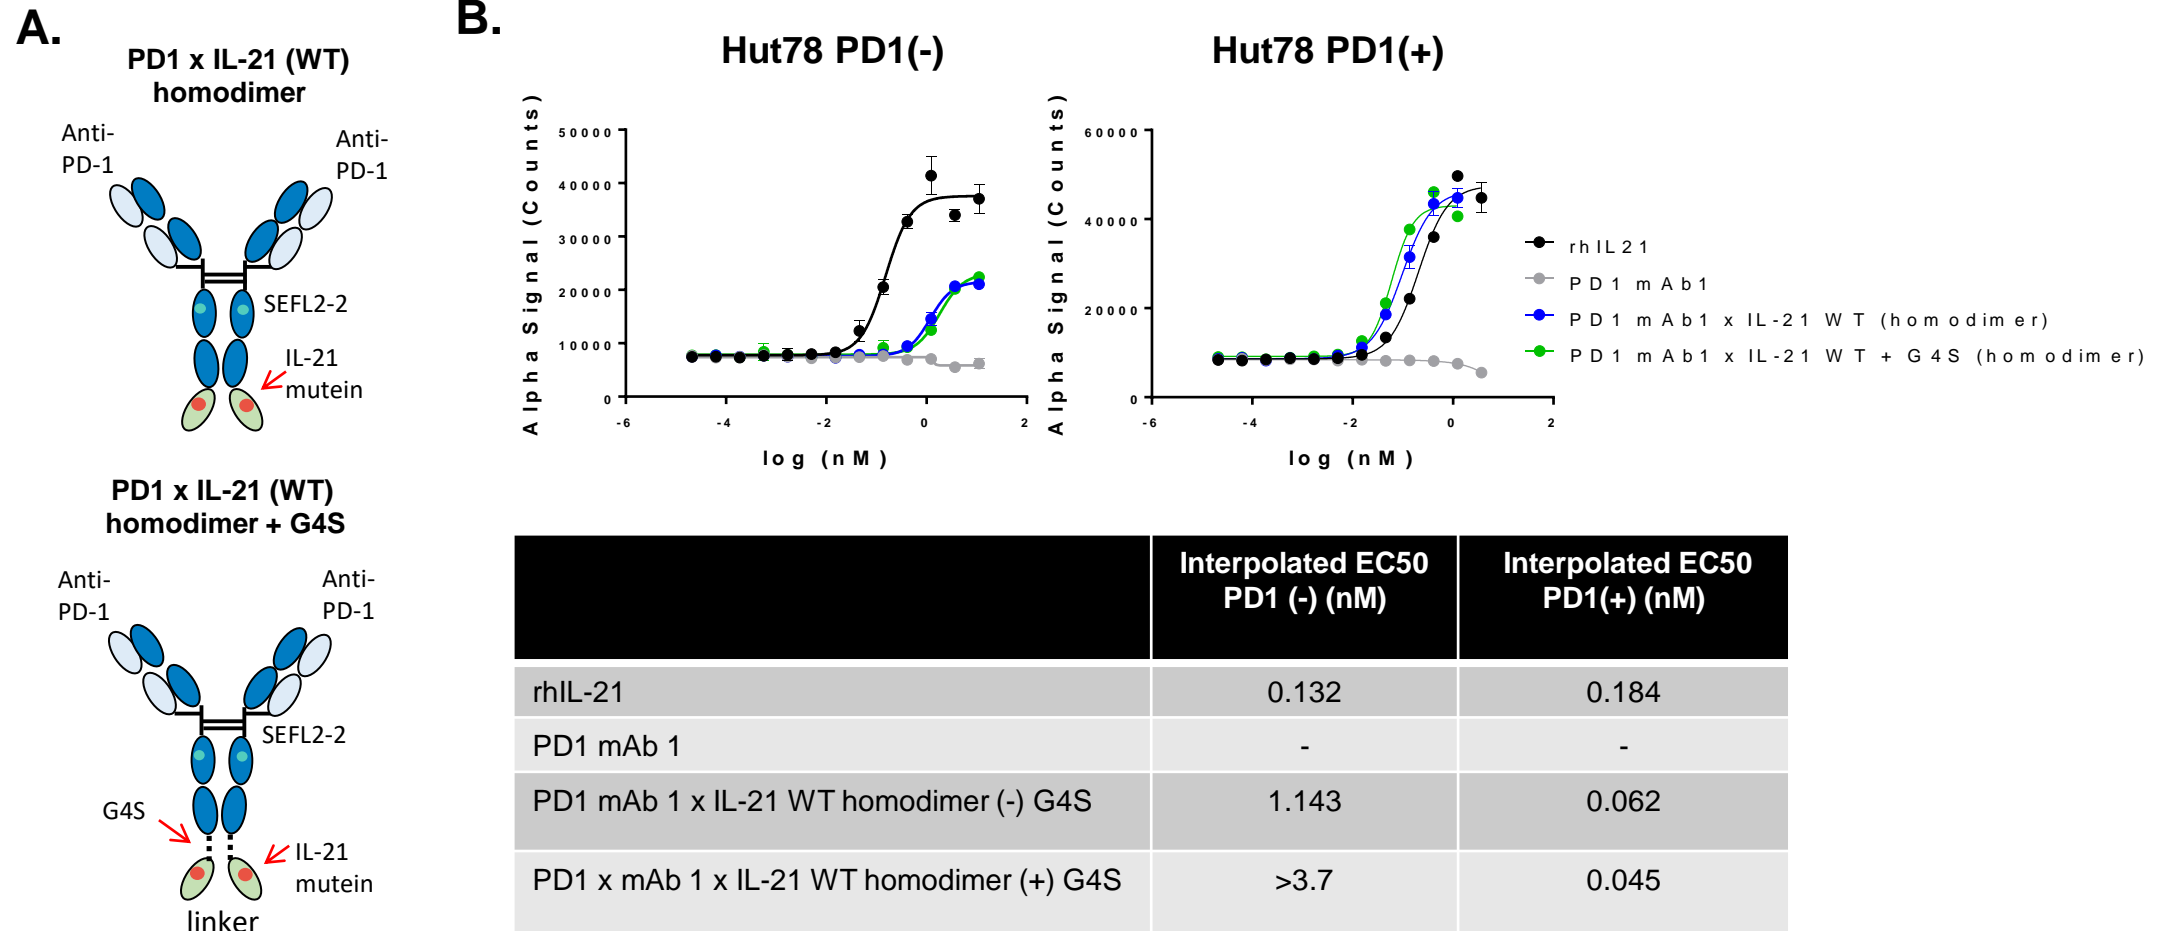 A.
PD1 x IL-21 (WT)
homodimer
Anti-
PD-1
Anti-
PD-1
SEFL2-2
IL-21
mutein
PD1 x IL-21 (WT)
homodimer + G4S
Anti-
PD-1
Anti-
PD-1
SEFL2-2
G4S
IL-21
mutein
linker
B.
Hut78 PD1(-)
Alpha Signal (Counts)
50000
40000
30000
20000
10000
0
-6
-4
-2
0
2
log (nM)
Hut78 PD1(+)
Alpha Signal (Counts)
60000
40000
20000
0
-6
-4
-2
0
2
log (nM)
rhIL21
PD1 mAb1
PD1 mAb1 x IL-21 WT (homodimer)
PD1 mAb1 x IL-21 WT + G4S (homodimer)
Interpolated EC50
PD1 (-) (nM)
Interpolated EC50
PD1(+) (nM)
rhIL-21 0.132 0.184
PD1 mAb 1 - -
PD1 mAb 1 x IL-21 WT homodimer (-) G4S 1.143 0.062
PD1 x mAb 1 x IL-21 WT homodimer (+) G4S >3.7 0.045